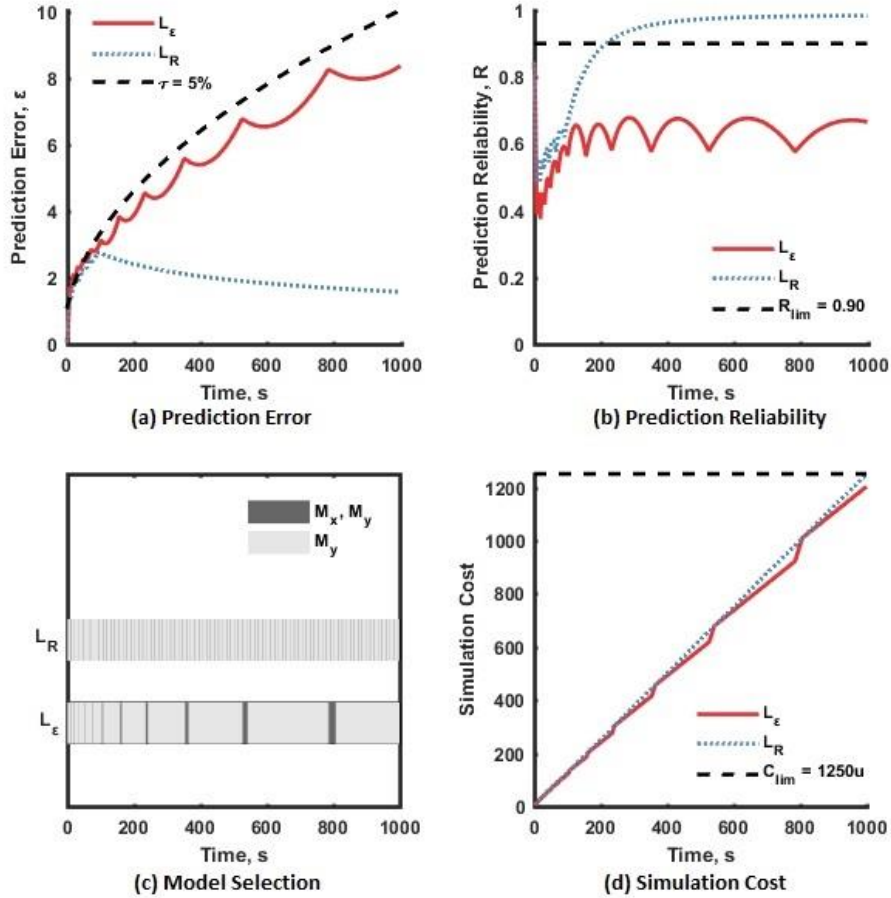 Prediction Error, ε
10
8
6
4
2
0
L_ε
L_R
τ = 5%
0 200 400 600 800 1000
Time, s
(a) Prediction Error
Prediction Reliability, R
1
0.8
0.6
0.4
0.2
0
L_ε
L_R
R_lim = 0.90
0 200 400 600 800 1000
Time, s
(b) Prediction Reliability
M_x, M_y
M_y
L_R
L_ε
0 200 400 600 800 1000
Time, s
(c) Model Selection
Simulation Cost
1200
1000
800
600
400
200
0
L_ε
L_R
C_lim = 1250u
0 200 400 600 800 1000
Time, s
(d) Simulation Cost